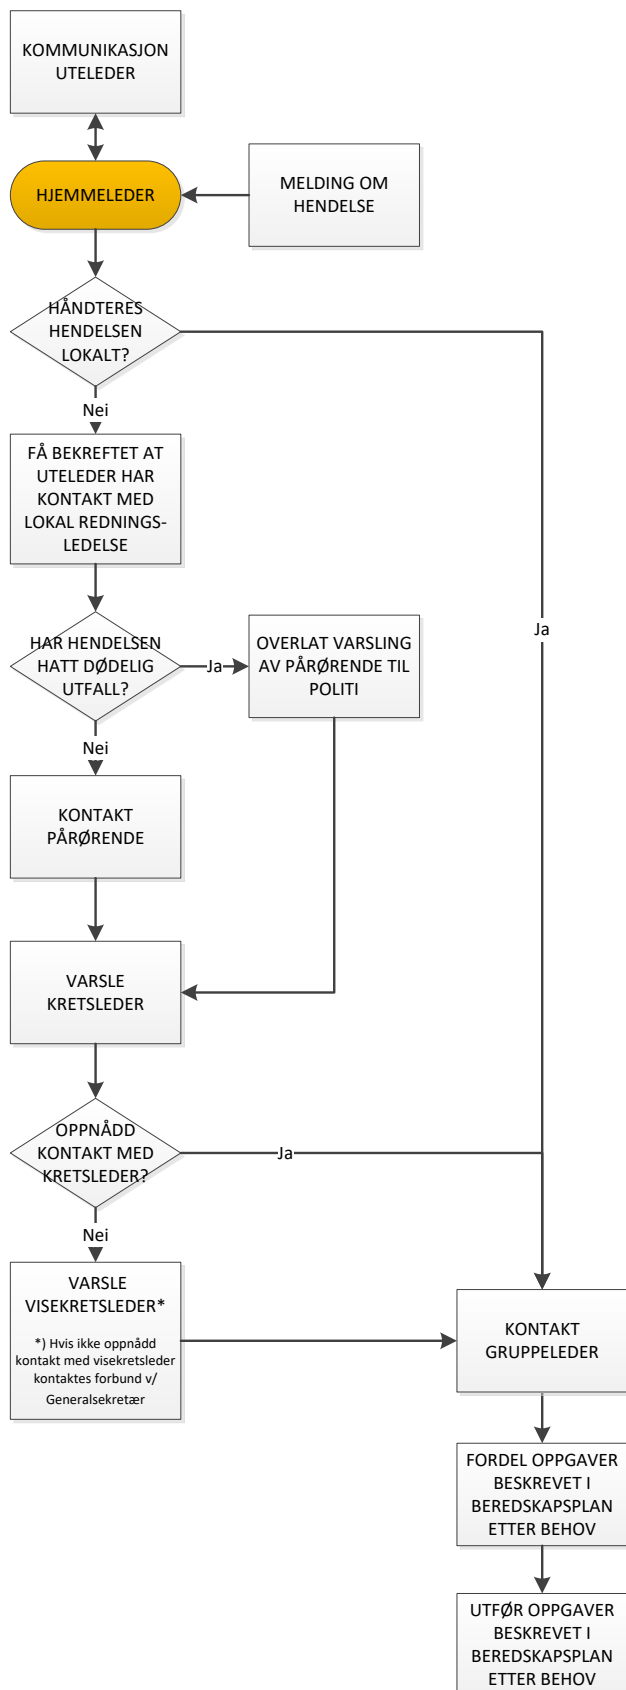 KOMMUNIKASJON
UTELEDER
HJEMMELEDER
MELDING OM
HENDELSE
HÅNDTERES
HENDELSEN
LOKALT?
Nei
FÅ BEKREFTET AT
UTELEDER HAR
KONTAKT MED
LOKAL REDNINGS-
LEDELSE
Ja
HAR HENDELSEN
HATT DØDELIG
UTFALL?
Ja
OVERLAT VARSLING
AV PÅRØRENDE TIL
POLITI
Nei
KONTAKT
PÅRØRENDE
VARSLE
KRETSLEDER
OPPNÅDD
KONTAKT MED
KRETSLEDER?
Ja
Nei
VARSLE
VISEKRETSLEDER*
*) Hvis ikke oppnådd
kontakt med visekretsleder
kontaktes forbund v/
Generalsekretær
KONTAKT
GRUPPELEDER
FORDEL OPPGAVER
BESKREVET I
BEREDSKAPSPLAN
ETTER BEHOV
UTFØR OPPGAVER
BESKREVET I
BEREDSKAPSPLAN
ETTER BEHOV